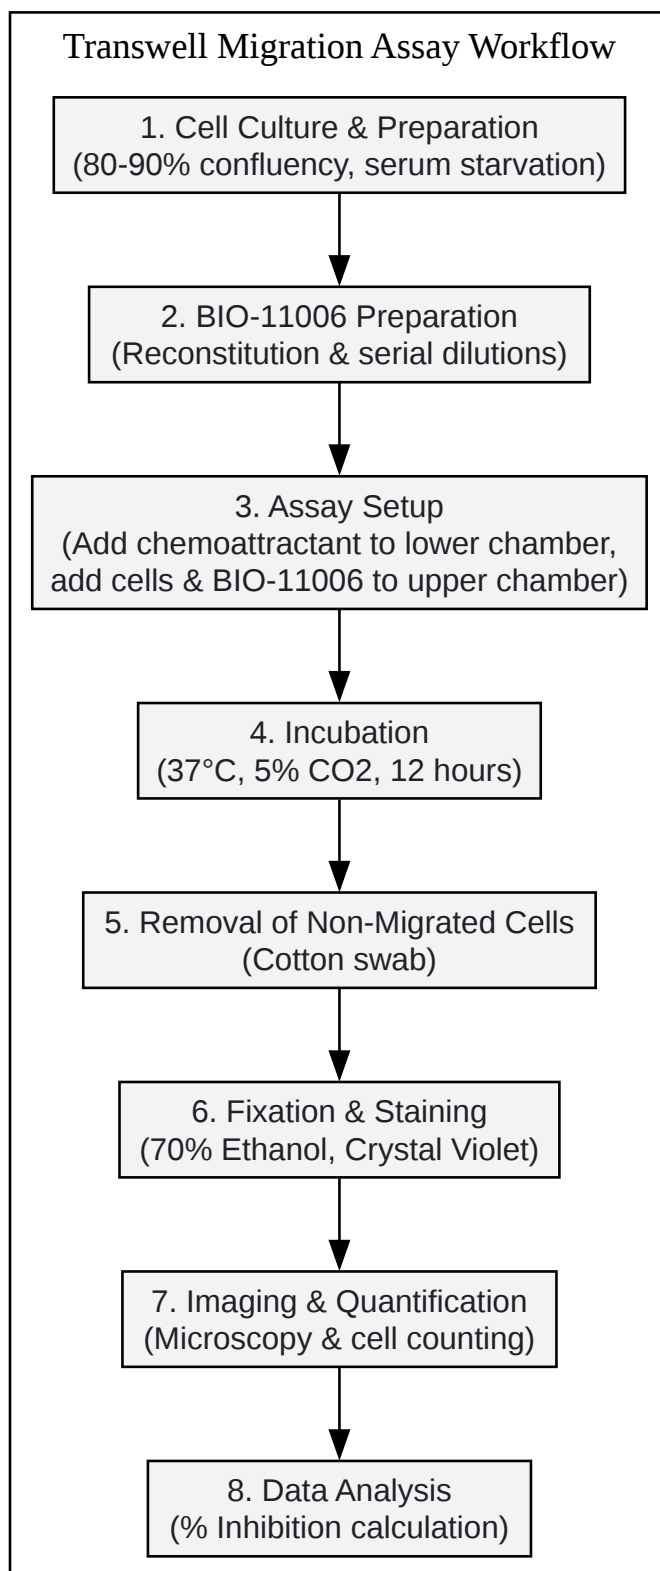 Transwell Migration Assay Workflow
1. Cell Culture & Preparation
(80-90% confluency, serum starvation)
2. BIO-11006 Preparation
(Reconstitution & serial dilutions)
3. Assay Setup
(Add chemoattractant to lower chamber,
add cells & BIO-11006 to upper chamber)
4. Incubation
(37°C, 5% CO2, 12 hours)
5. Removal of Non-Migrated Cells
(Cotton swab)
6. Fixation & Staining
(70% Ethanol, Crystal Violet)
7. Imaging & Quantification
(Microscopy & cell counting)
8. Data Analysis
(% Inhibition calculation)